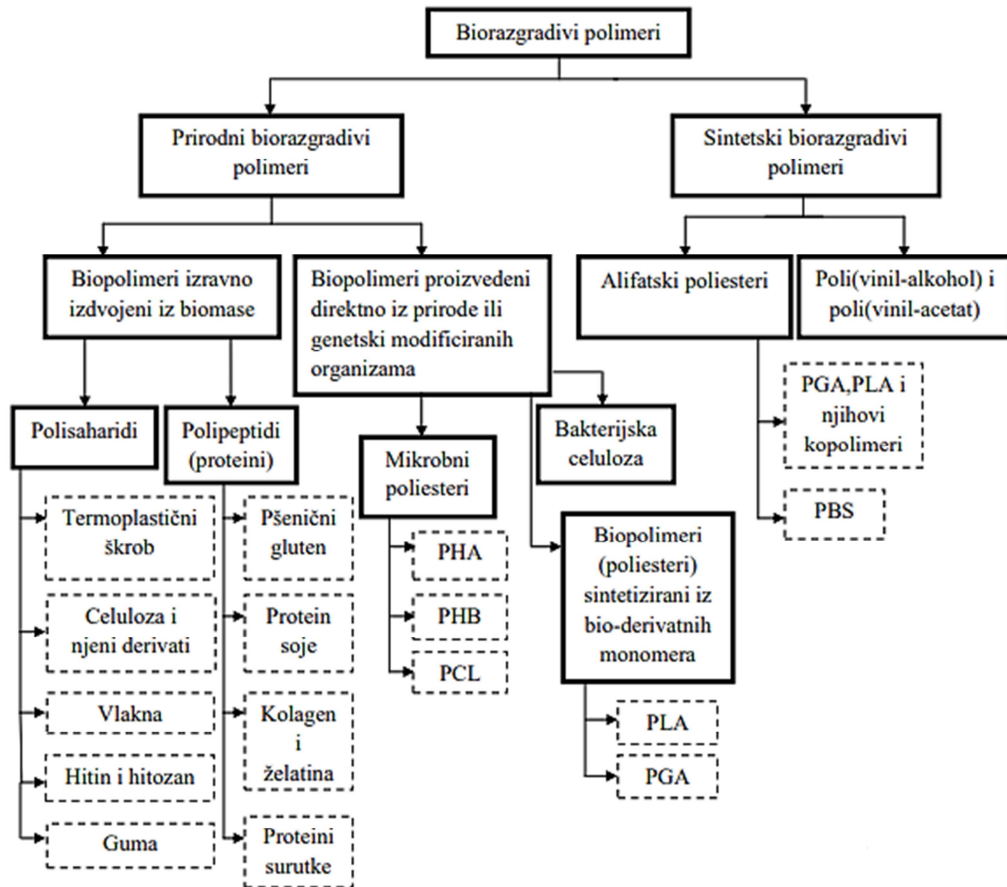 Biorazgradivi polimeri
Prirodni biorazgradivi
polimeri
Sintetski biorazgradivi
polimeri
Biopolimeri izravno
izdvojeni iz biomase
Biopolimeri proizvedeni
direktno iz prirode ili
genetski modificiranih
organizama
Alifatski poliesteri
Poli(vinil-alkohol) i
poli(vinil-acetat)
Polisaharidi
Polipeptidi
(proteini)
Mikrobni
poliesteri
Bakterijska
celuloza
PGA,PLA i
njihovi
kopolimeri
PBS
Termoplastični
škrob
Celuloza i
njeni đerivati
Vlakna
Hitin i hitozan
Guma
Pšenični
gluten
Protein
soje
Kolagen
i
želatina
Proteini
surutke
PHA
PHB
PCL
Biopolimeri
(poliesteri)
sintetizirani iz
bio-derivatnih
monomera
PLA
PGA